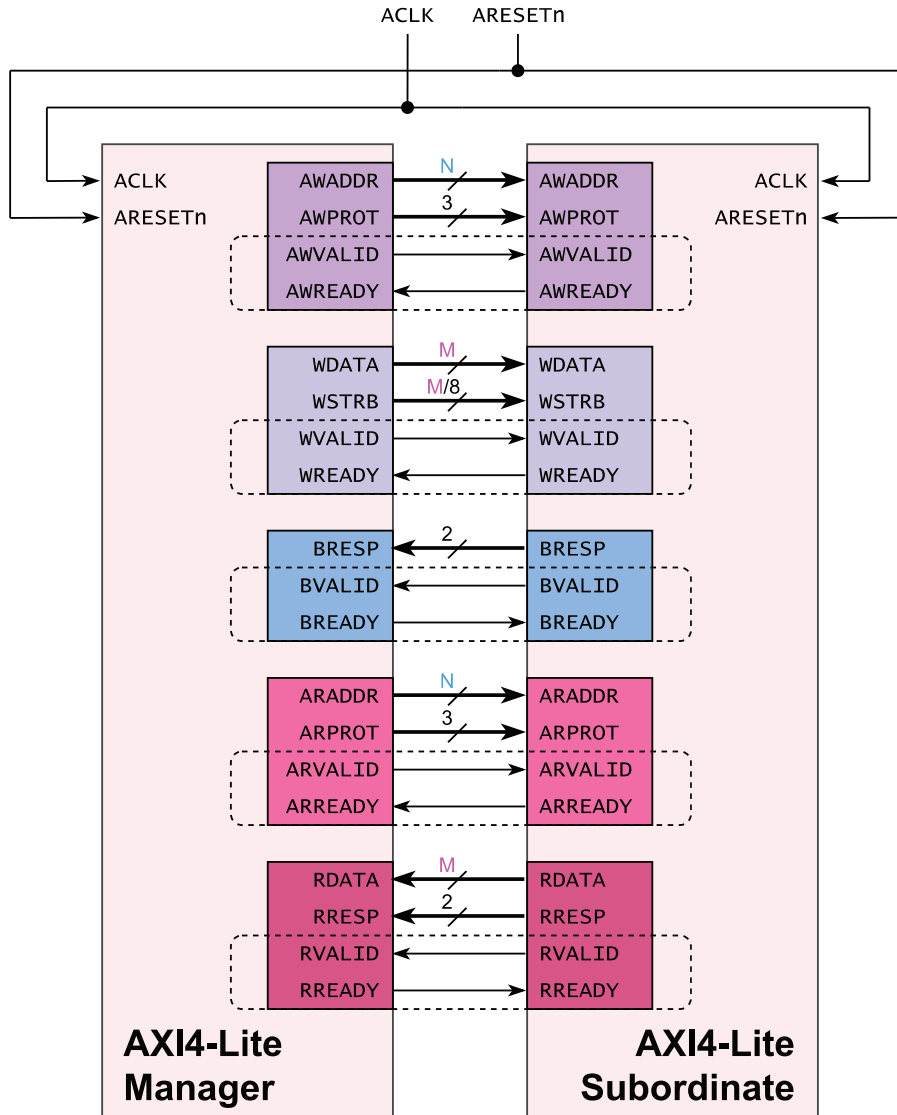 ACLK ARESETn
ACLK AWADDR N AWADDR ACLK
ARESETn AWPROT 3 AWPROT ARESETn
AWVALID AWVALID
AWREADY AWREADY
WDATA M WDATA
WSTRB M/8 WSTRB
WVALID WVALID
WREADY WREADY
BRESP 2 BRESP
BVALID BVALID
BREADY BREADY
ARADDR N ARADDR
ARPROT 3 ARPROT
ARVALID ARVALID
ARREADY ARREADY
RDATA M RDATA
RRESP 2 RRESP
RVALID RVALID
RREADY RREADY
AXI4-Lite AXI4-Lite
Manager Subordinate